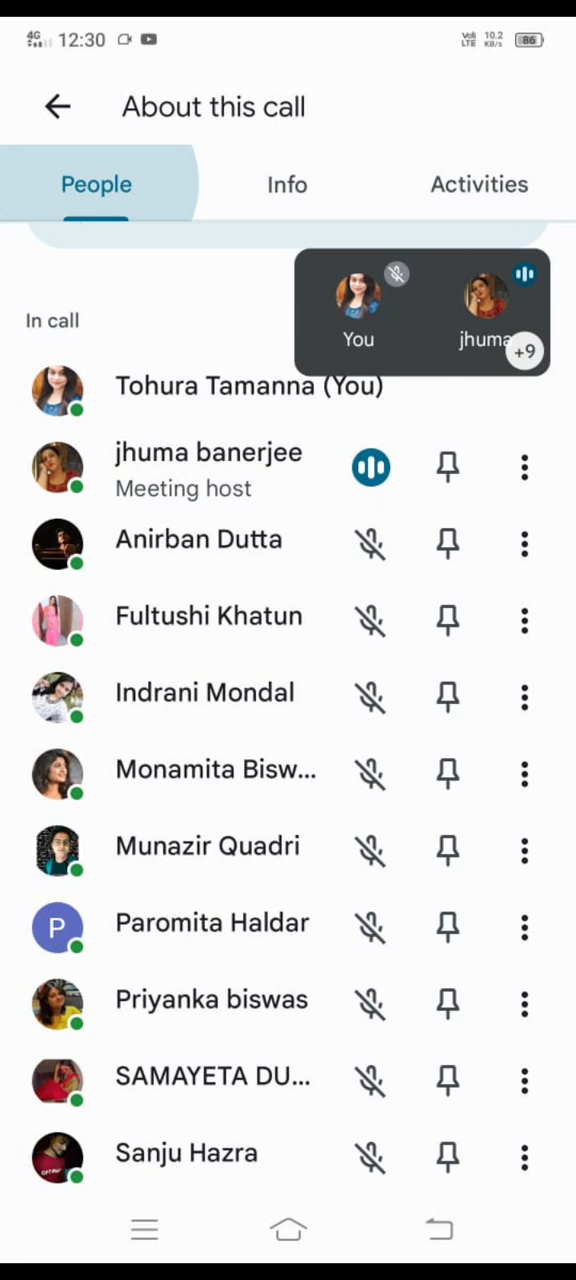 4G 12:30 Vo)) LTE 10.2 KB/s 86
About this call
People Info Activities
You jhuma +9
In call
Tohura Tamanna (You)
jhuma banerjee
Meeting host
Anirban Dutta
Fultushi Khatun
Indrani Mondal
Monamita Bisw...
Munazir Quadri
P Paromita Haldar
Priyanka biswas
SAMAYETA DU...
Sanju Hazra